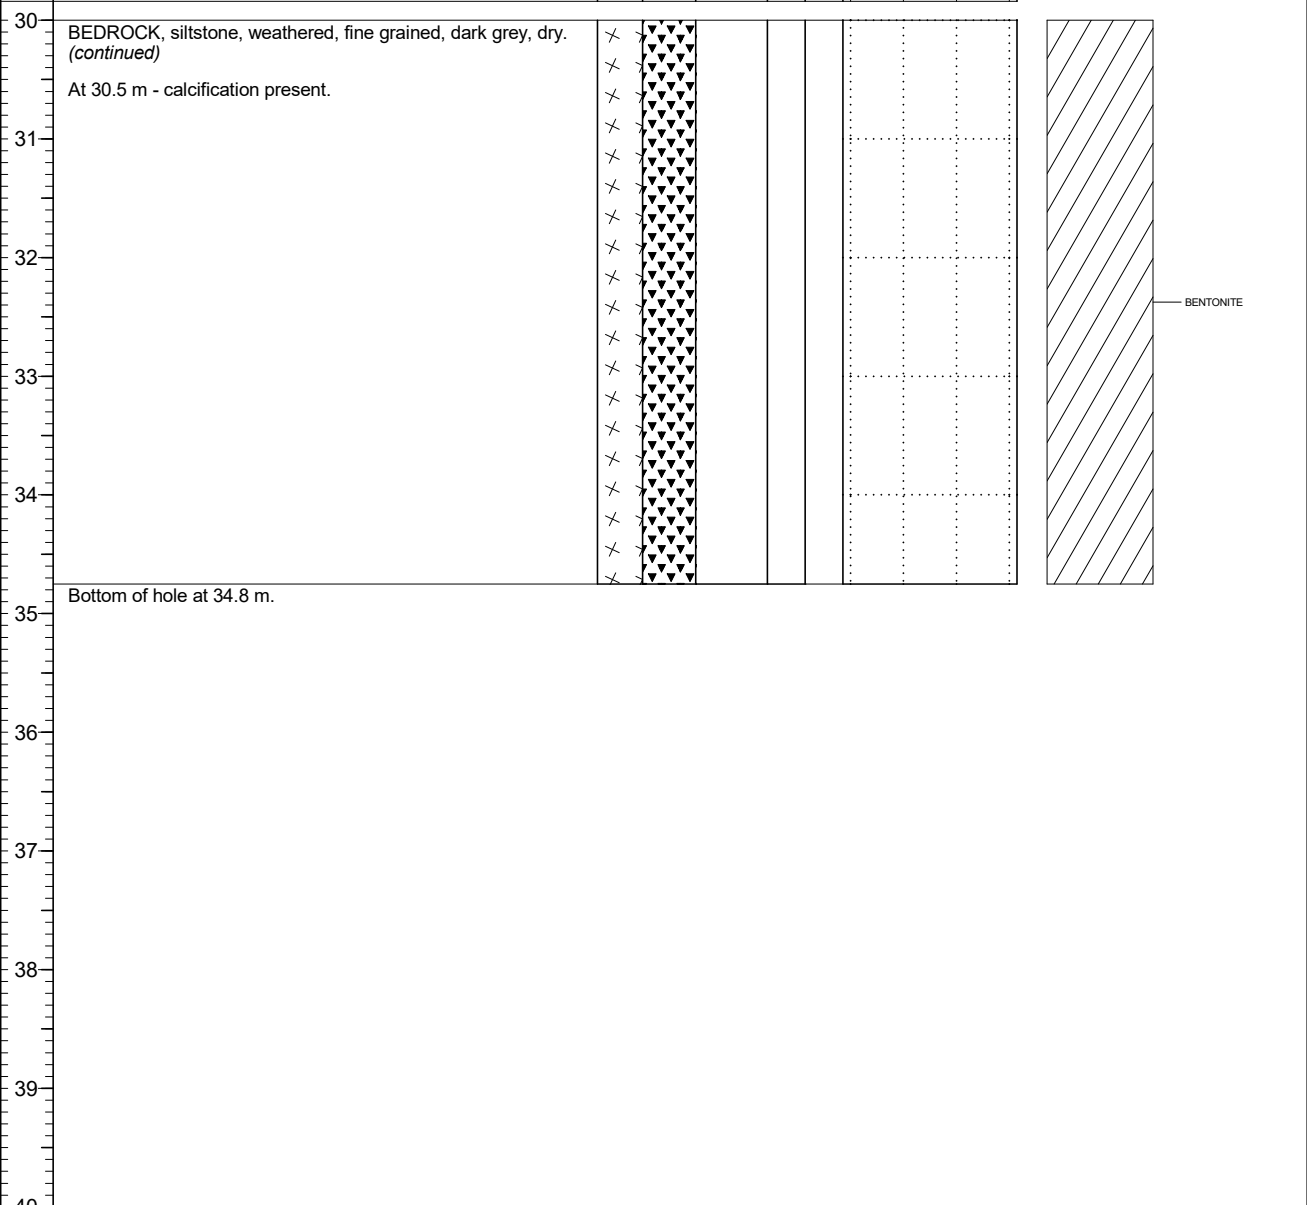 30
BEDROCK, siltstone, weathered, fine grained, dark grey, dry.
(continued)
At 30.5 m - calcification present.
31
32
BENTONITE
33
34
Bottom of hole at 34.8 m.
35
36
37
38
39
40